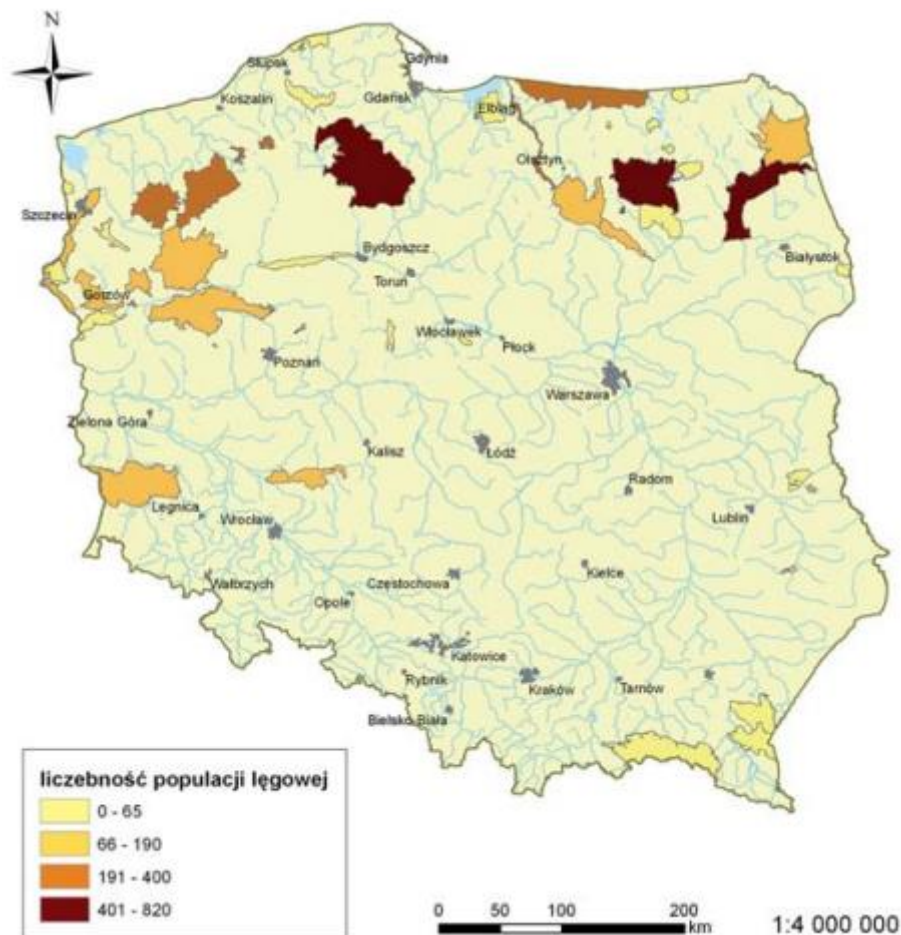 N
Słupsk
Gdynia
Koszalin
Gdańsk
Elbląg
Olsztyn
Szczecin
Bydgoszcz
Białystok
Toruń
Gorzów
Włocławek
Płock
Poznań
Warszawa
Zielona Góra
Kalisz
Łódź
Radom
Legnica
Lublin
Wrocław
Kielce
Wałbrzych
Częstochowa
Opole
Katowice
Rybnik
Kraków
Tarnów
Bielsko Biała
liczebność populacji lęgowej
0 - 65
66 - 190
191 - 400
401 - 820
0 50 100 200
km
1:4 000 000